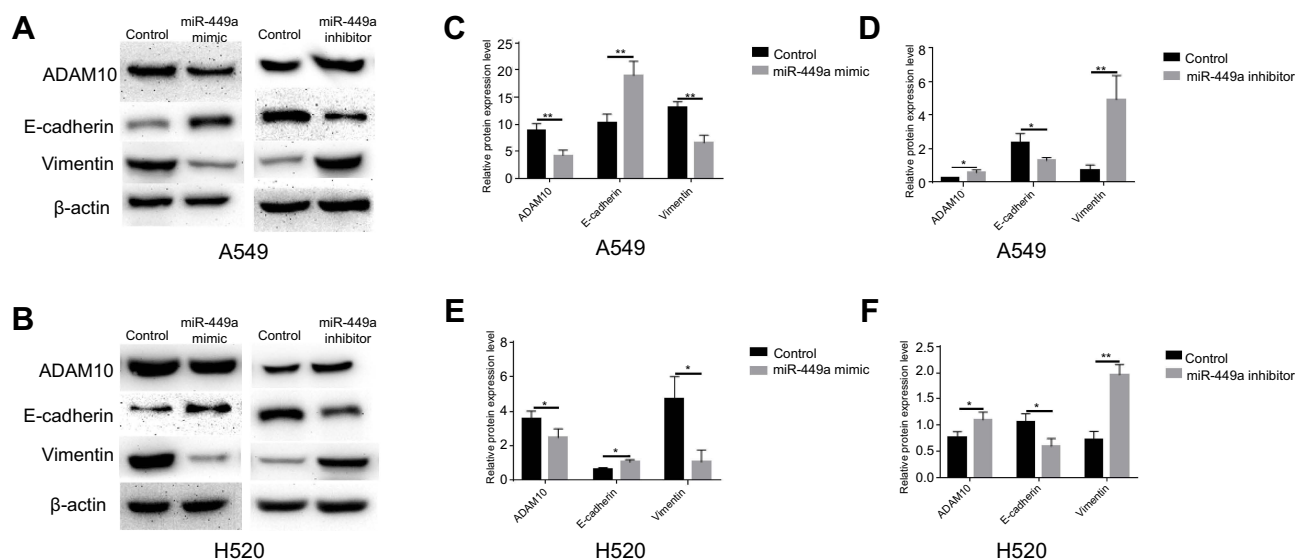 A
Control
miR-449a
mimic
Control
miR-449a
inhibitor
ADAM10
E-cadherin
Vimentin
β-actin
A549
C
Relative protein expression level
25
20
15
10
5
0
**
**
**
ADAM10
E-cadherin
Vimentin
Control
miR-449a mimic
A549
D
Relative protein expression level
8
6
4
2
0
*
*
**
ADAM10
E-cadherin
Vimentin
Control
miR-449a inhibitor
A549
B
Control
miR-449a
mimic
Control
miR-449a
inhibitor
ADAM10
E-cadherin
Vimentin
β-actin
H520
E
Relative protein expression level
8
6
4
2
0
*
*
*
ADAM10
E-cadherin
Vimentin
Control
miR-449a mimic
H520
F
Relative protein expression level
2.5
2.0
1.5
1.0
0.5
0.0
*
*
**
ADAM10
E-cadherin
Vimentin
Control
miR-449a inhibitor
H520